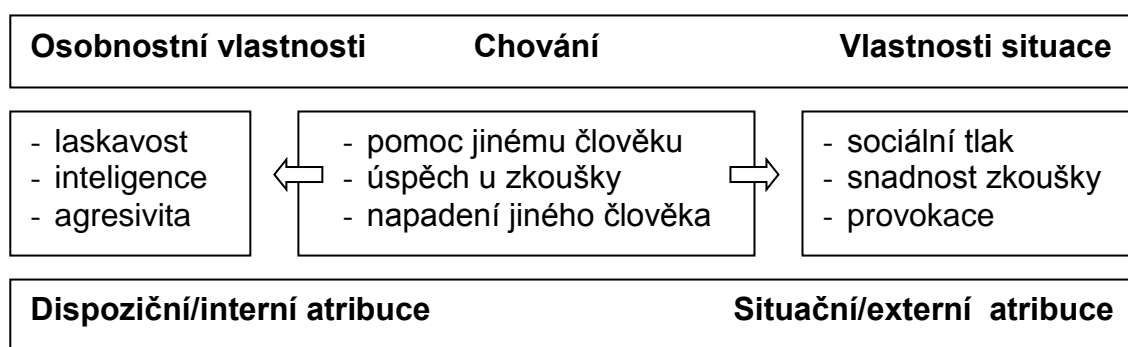 Osobnostní vlastnosti Chování Vlastnosti situace
- laskavost
- inteligence
- agresivita
- pomoc jinému člověku
- úspěch u zkoušky
- napadení jiného člověka
- sociální tlak
- snadnost zkoušky
- provokace
Dispoziční/interní atribuce Situační/externí atribuce